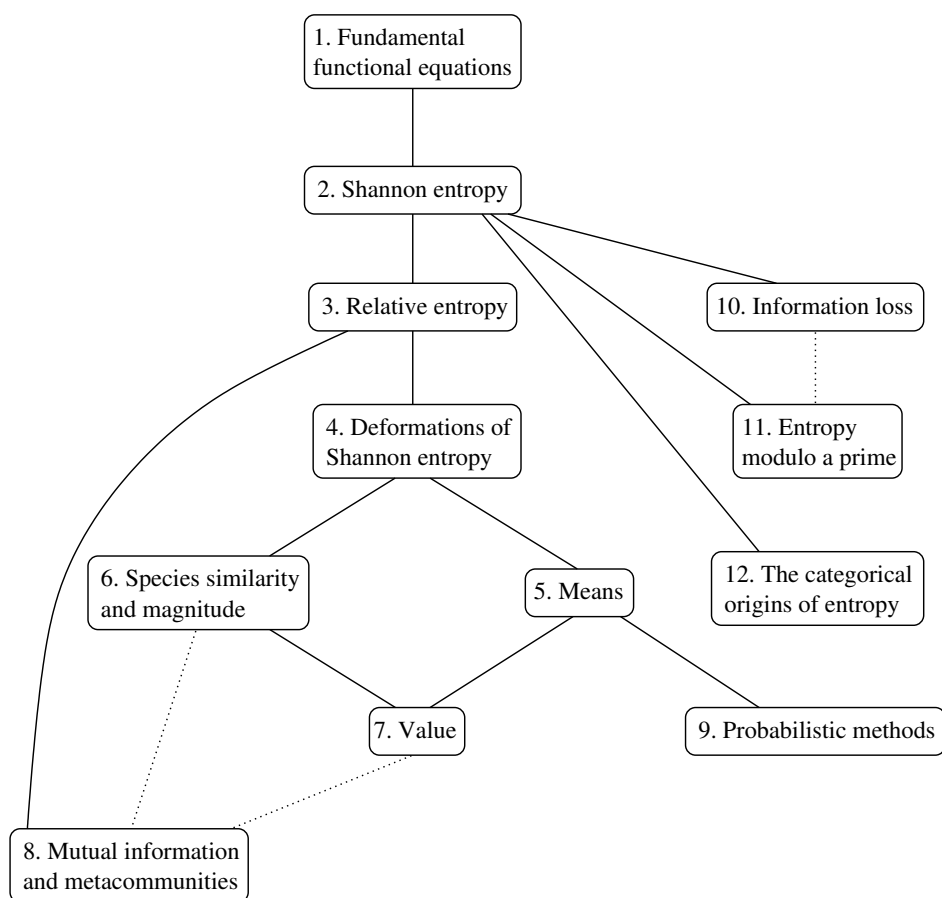 1. Fundamental
functional equations
2. Shannon entropy
3. Relative entropy
10. Information loss
4. Deformations of
Shannon entropy
11. Entropy
modulo a prime
6. Species similarity
and magnitude
5. Means
12. The categorical
origins of entropy
7. Value
9. Probabilistic methods
8. Mutual information
and metacommunities